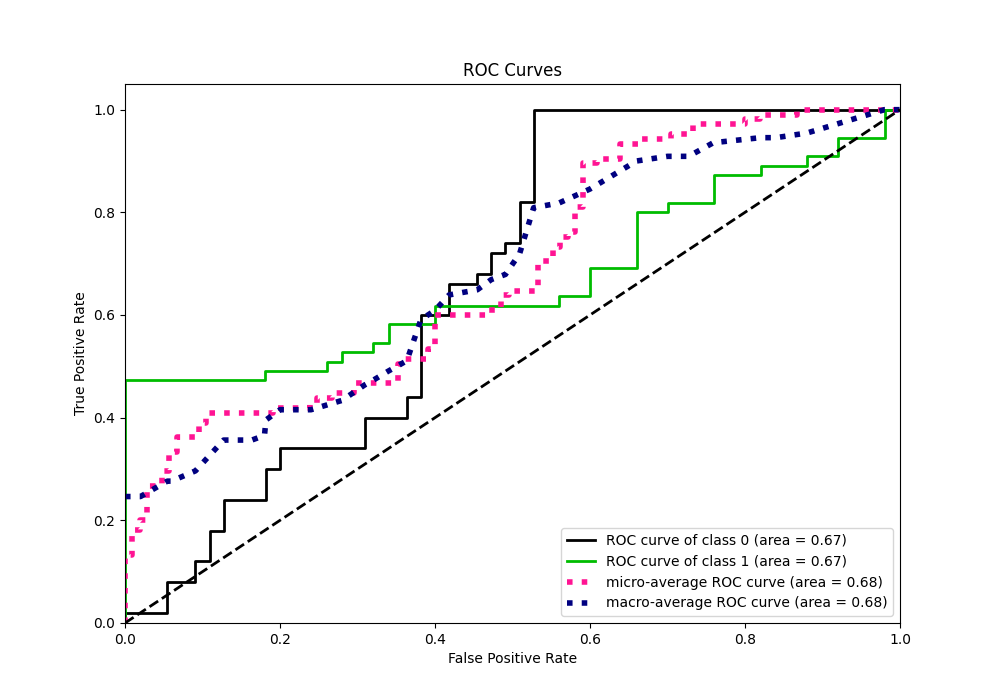 ROC Curves
True Positive Rate
1.0
0.8
0.6
0.4
0.2
0.0
ROC curve of class 0 (area = 0.67)
ROC curve of class 1 (area = 0.67)
micro-average ROC curve (area = 0.68)
macro-average ROC curve (area = 0.68)
0.0 0.2 0.4 0.6 0.8 1.0
False Positive Rate